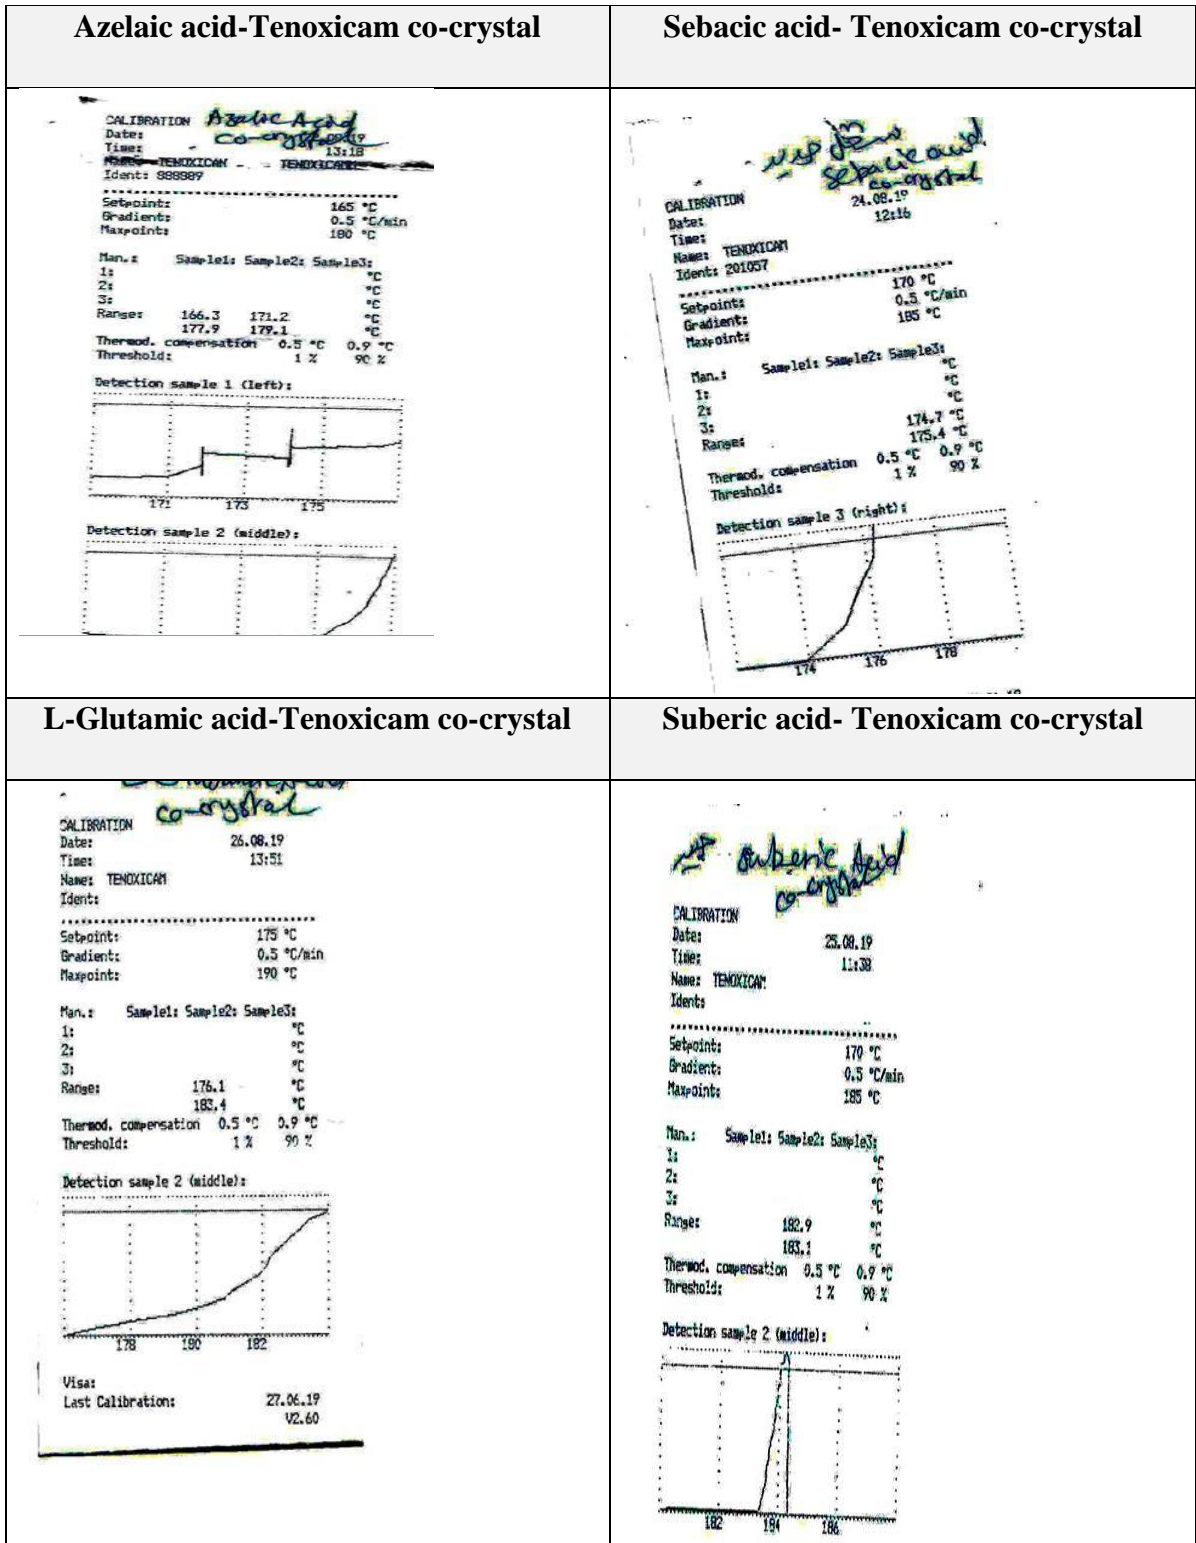 Azelaic acid-Tenoxicam co-crystal
CALIBRATION Azelaic Acid
Date: co-crystal
Time: 13:18
TENOXICAM TENOXICAM
Ident: 888889
Setpoint: 165 °C
Gradient: 0.5 °C/min
Maxpoint: 180 °C
Man.: Sample1: Sample2: Sample3:
1: °C
2: °C
3: °C
Range: 166.3 171.2 °C
177.9 179.1 °C
Thermod. compensation 0.5 °C 0.9 °C
Threshold: 1 % 90 %
Detection sample 1 (left):
171 173 175
Detection sample 2 (middle):
Sebacic acid- Tenoxicam co-crystal
Sebacic acid
co-crystal
CALIBRATION
Date: 24.08.19
Time: 12:16
Name: TENOXICAM
Ident: 201057
Setpoint: 170 °C
Gradient: 0.5 °C/min
Maxpoint: 185 °C
Man.: Sample1: Sample2: Sample3:
1: °C
2: °C
3: °C
Range: 174.7 °C
175.4 °C
Thermod. compensation 0.5 °C 0.9 °C
Threshold: 1 % 90 %
Detection sample 3 (right):
174 176 178
L-Glutamic acid-Tenoxicam co-crystal
co-crystal
CALIBRATION
Date: 26.08.19
Time: 13:51
Name: TENOXICAM
Ident:
Setpoint: 175 °C
Gradient: 0.5 °C/min
Maxpoint: 190 °C
Man.: Sample1: Sample2: Sample3:
1: °C
2: °C
3: °C
Range: 176.1 °C
183.4 °C
Thermod. compensation 0.5 °C 0.9 °C
Threshold: 1 % 90 %
Detection sample 2 (middle):
178 180 182
Visa:
Last Calibration: 27.06.19
V2.60
Suberic acid- Tenoxicam co-crystal
Suberic Acid
co-crystal
CALIBRATION
Date: 25.08.19
Time: 11:38
Name: TENOXICAM
Ident:
Setpoint: 170 °C
Gradient: 0.5 °C/min
Maxpoint: 185 °C
Man.: Sample1: Sample2: Sample3:
1: °C
2: °C
3: °C
Range: 182.9 °C
183.1 °C
Thermod. compensation 0.5 °C 0.9 °C
Threshold: 1 % 90 %
Detection sample 2 (middle):
182 184 186